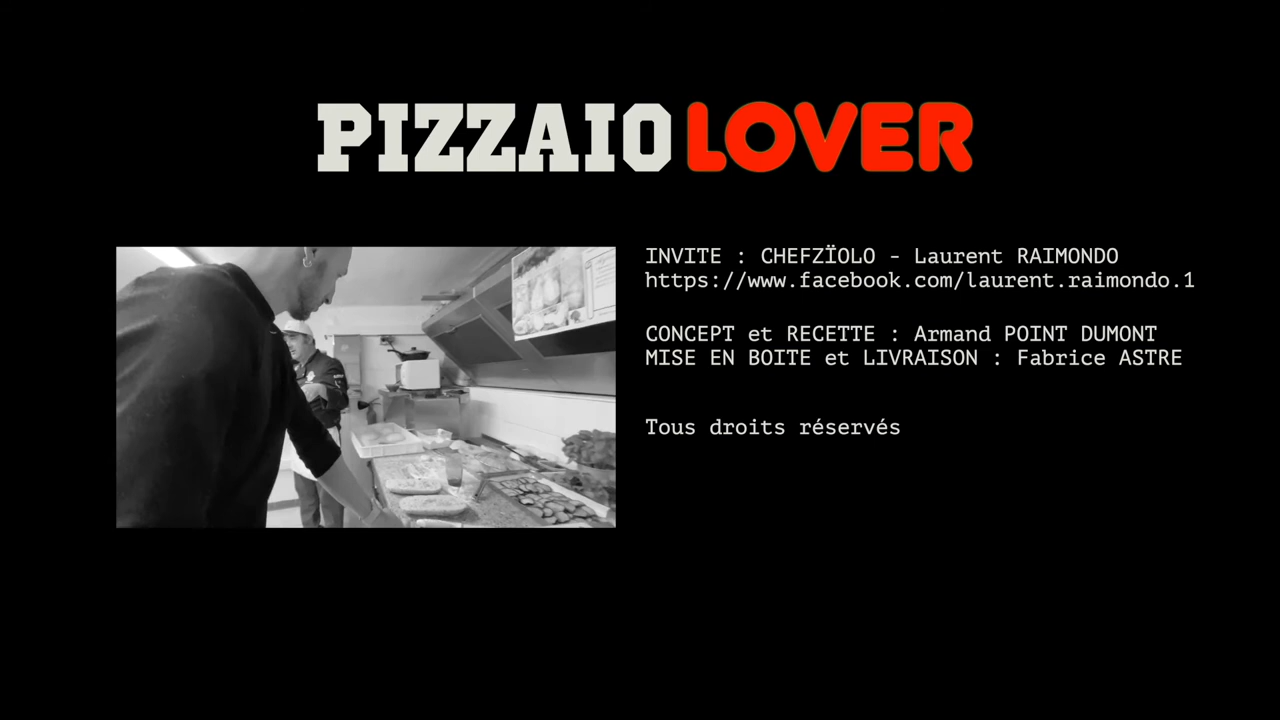 PIZZAIOLOVER
INVITE : CHEFZÏOLO - Laurent RAIMONDO
https://www.facebook.com/laurent.raimondo.1
CONCEPT et RECETTE : Armand POINT DUMONT
MISE EN BOITE et LIVRAISON : Fabrice ASTRE
Tous droits réservés